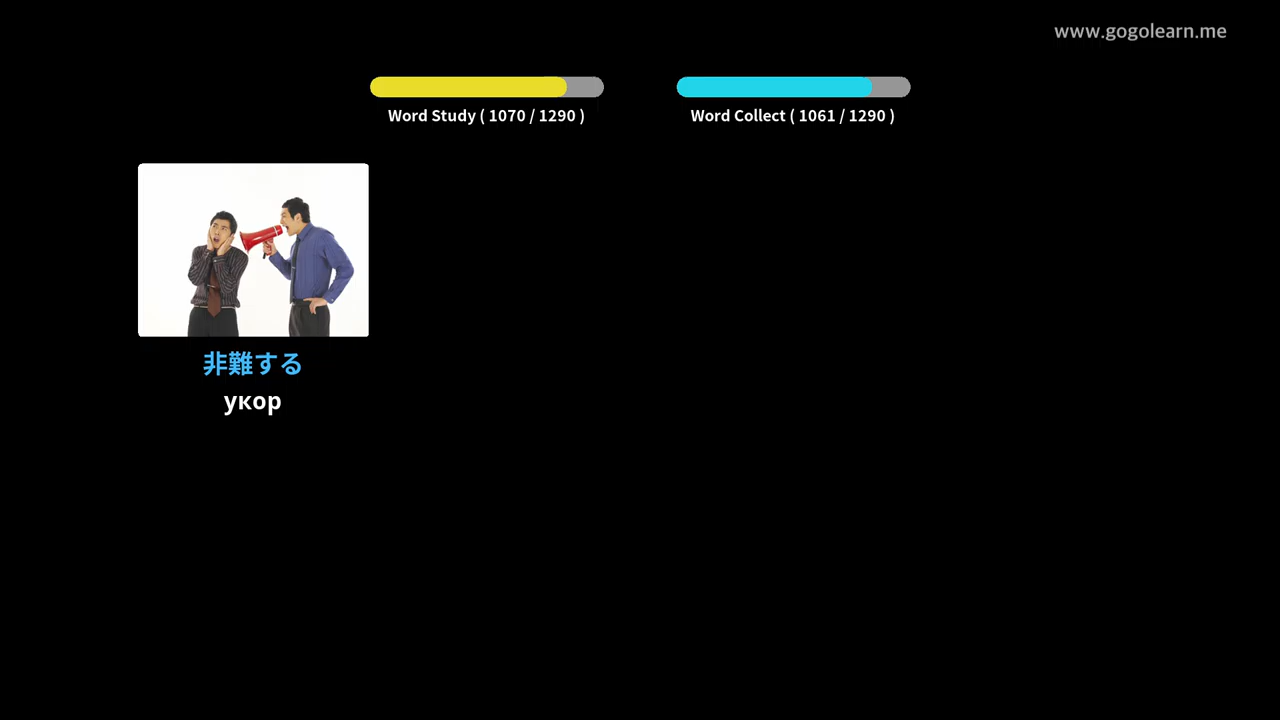 www.gogolearn.me
Word Study ( 1070 / 1290 )
Word Collect ( 1061 / 1290 )
非難する
укор